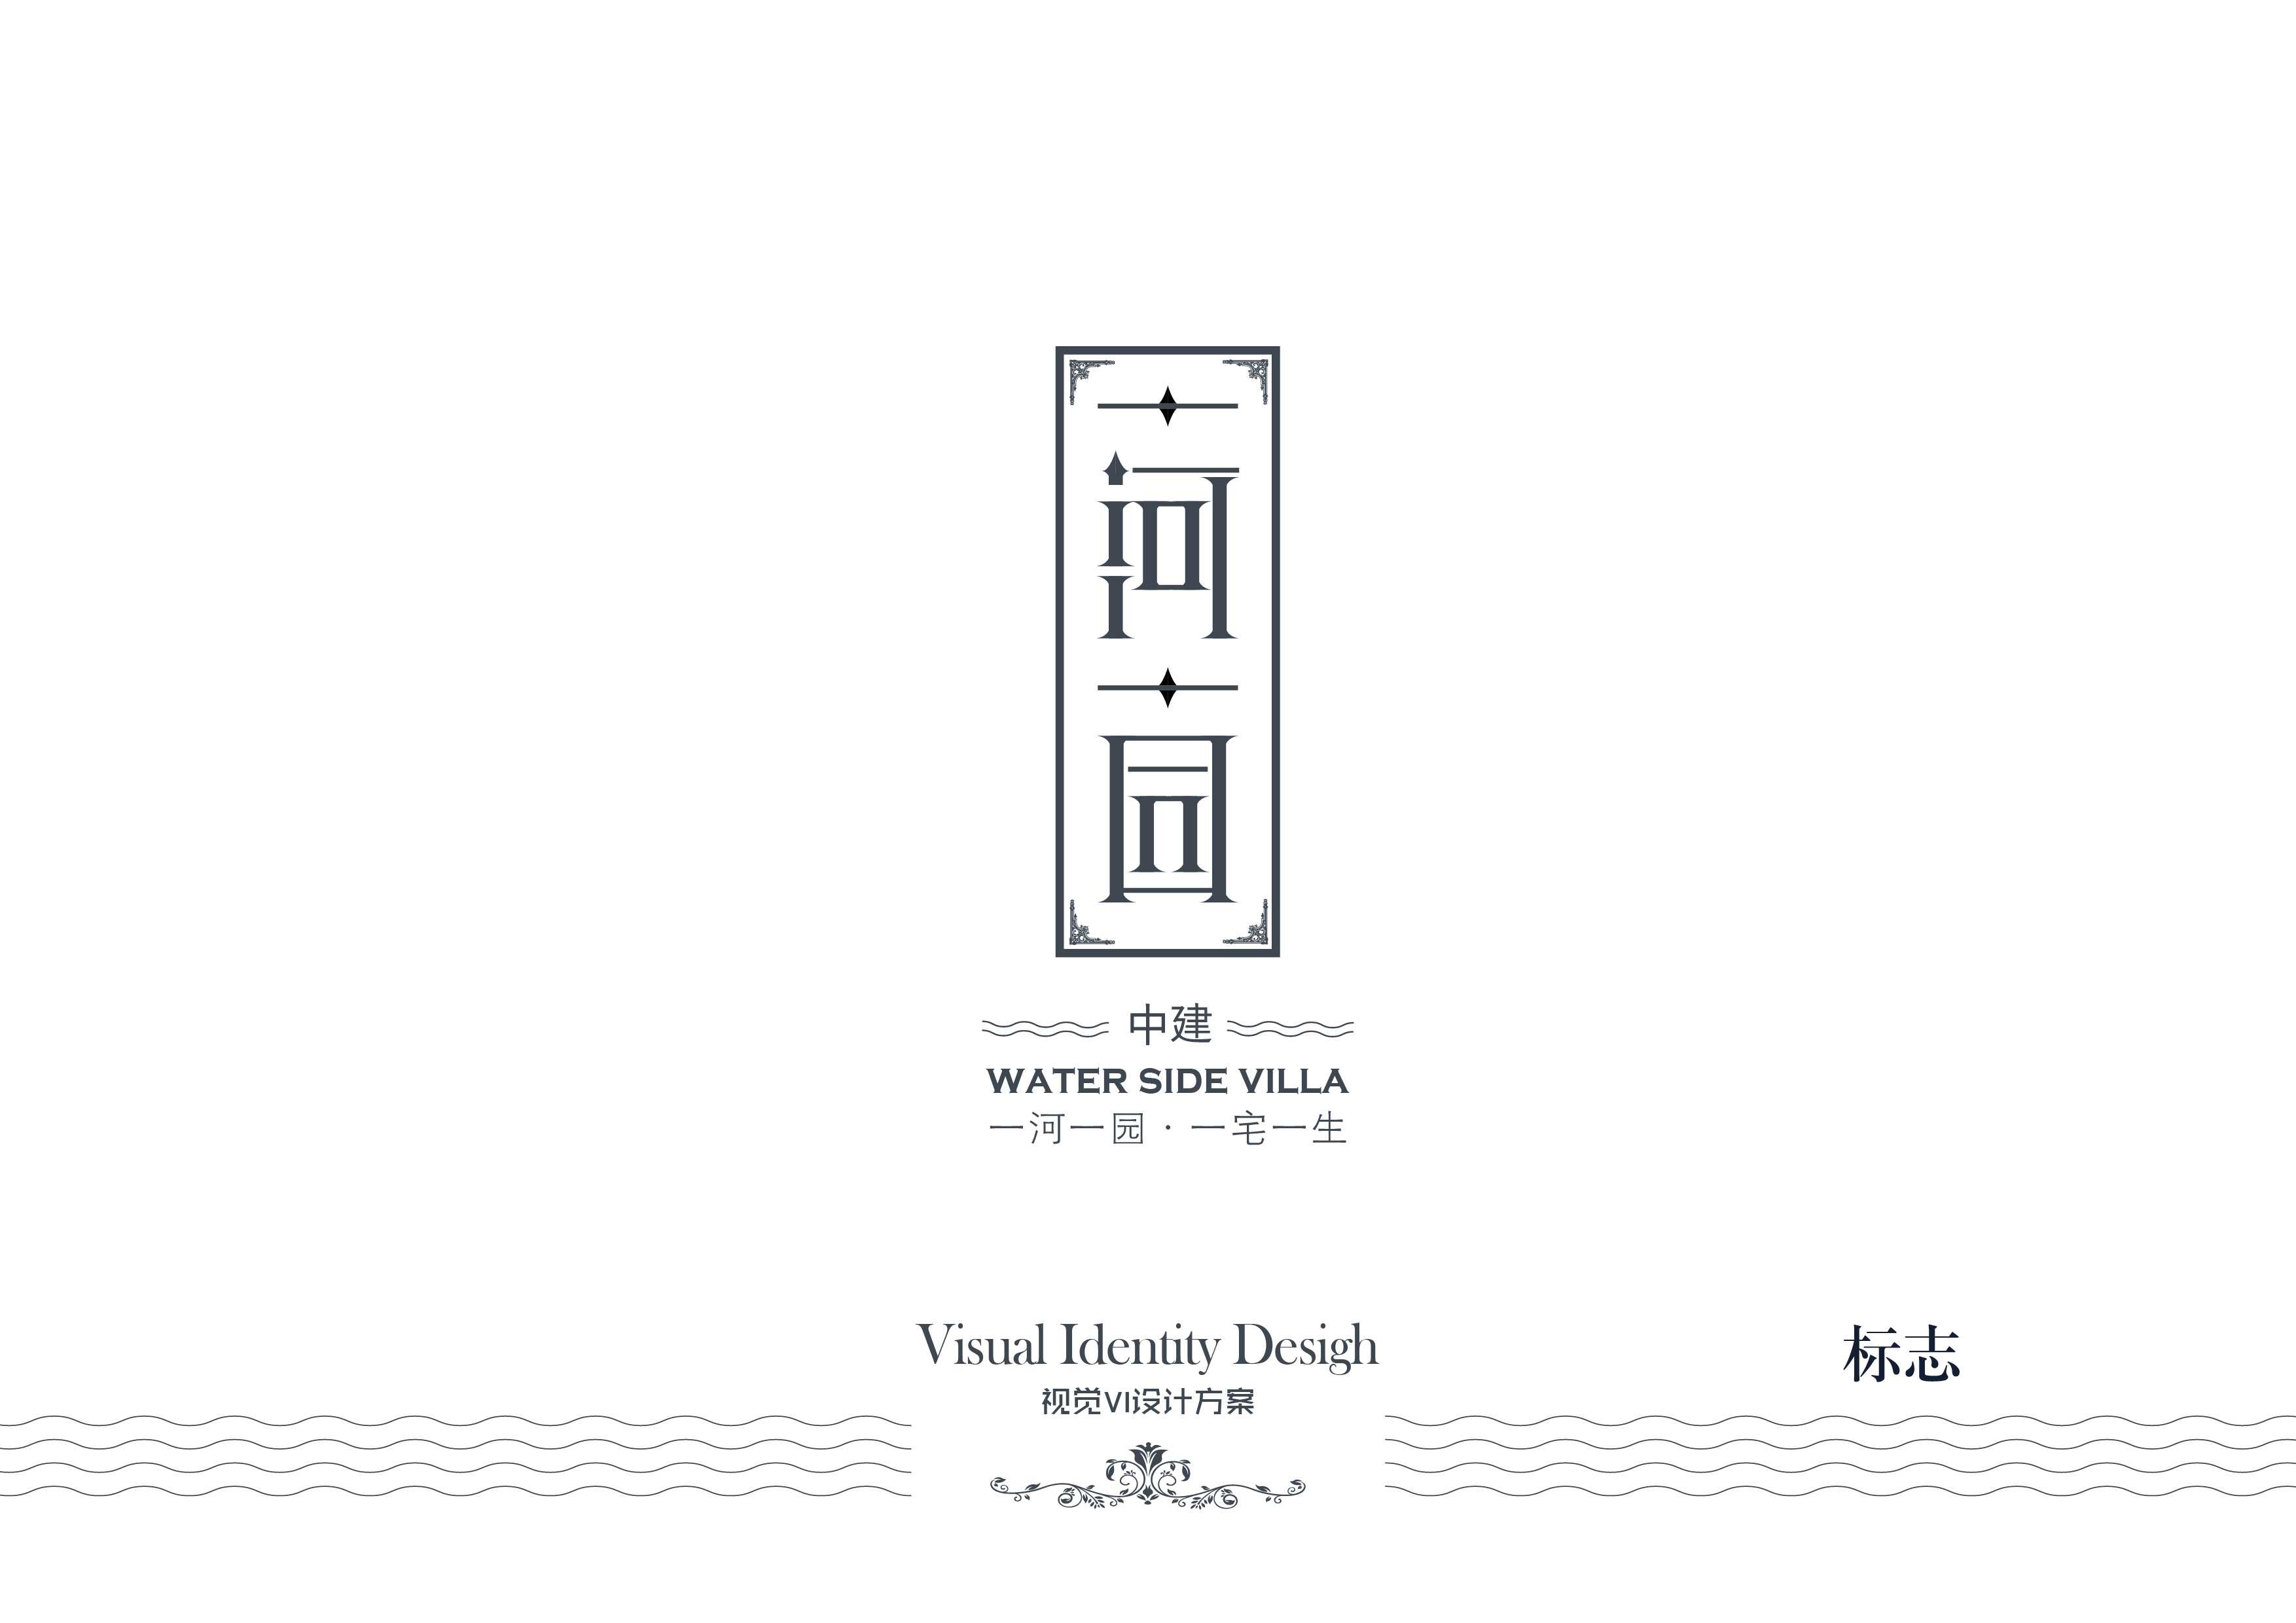 一河一园
中建
WATER SIDE VILLA
一河一园·一宅一生
Visual Identity Desigh
视觉VI设计方案
标志